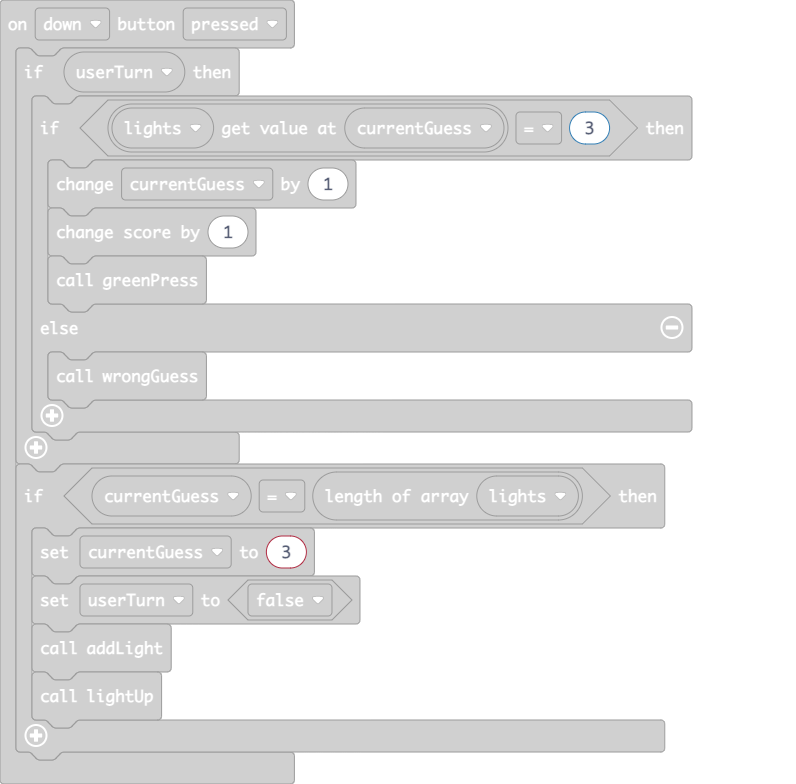 on down button pressed
if userTurn then
if lights get value at currentGuess = 3 then
change currentGuess by 1
change score by 1
call greenPress
else
call wrongGuess
if currentGuess = length of array lights then
set currentGuess to 3
set userTurn to false
call addLight
call lightUp